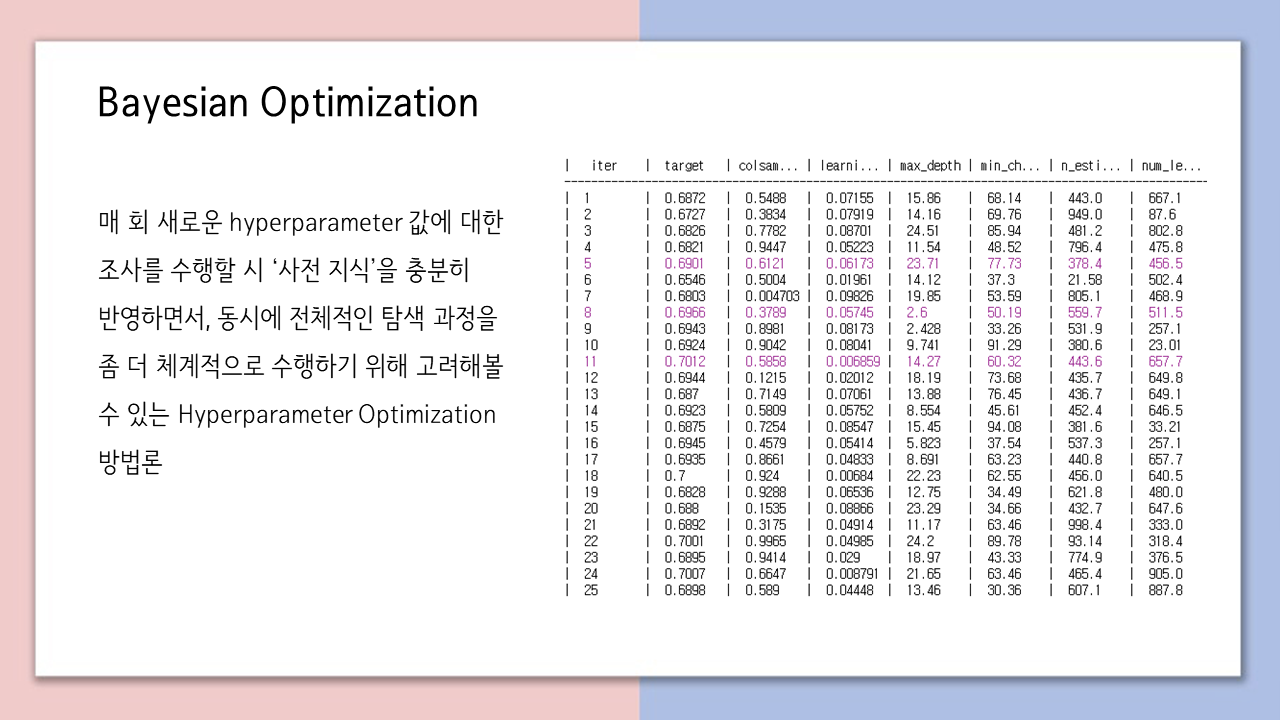 Bayesian Optimization
매 회 새로운 hyperparameter 값에 대한
조사를 수행할 시 ‘사전 지식’을 충분히
반영하면서, 동시에 전체적인 탐색 과정을
좀 더 체계적으로 수행하기 위해 고려해볼
수 있는 Hyperparameter Optimization
방법론
| iter | target | colsam... | learni... | max_depth | min_ch... | n_esti... | num_le...
-------------------------------------------------------------------------------------------------
| 1 | 0.6872 | 0.5488 | 0.07155 | 15.86 | 68.14 | 443.0 | 667.1
| 2 | 0.6727 | 0.3834 | 0.07919 | 14.16 | 69.76 | 949.0 | 87.6
| 3 | 0.6826 | 0.7782 | 0.08701 | 24.51 | 85.94 | 481.2 | 802.8
| 4 | 0.6821 | 0.9447 | 0.05223 | 11.54 | 48.52 | 796.4 | 475.8
| 5 | 0.6901 | 0.6121 | 0.06173 | 23.71 | 77.73 | 378.4 | 456.5
| 6 | 0.6546 | 0.5004 | 0.01961 | 14.12 | 37.3 | 21.58 | 502.4
| 7 | 0.6803 | 0.004703 | 0.09826 | 19.85 | 53.59 | 805.1 | 468.9
| 8 | 0.6966 | 0.3789 | 0.05745 | 2.6 | 50.19 | 559.7 | 511.5
| 9 | 0.6943 | 0.8981 | 0.08173 | 2.428 | 33.26 | 531.9 | 257.1
| 10 | 0.6924 | 0.9042 | 0.08041 | 9.741 | 91.29 | 380.6 | 23.01
| 11 | 0.7012 | 0.5858 | 0.006859 | 14.27 | 60.32 | 443.6 | 657.7
| 12 | 0.6944 | 0.1215 | 0.02012 | 18.19 | 73.68 | 435.7 | 649.8
| 13 | 0.687 | 0.7149 | 0.07061 | 13.88 | 76.45 | 436.7 | 649.1
| 14 | 0.6923 | 0.5809 | 0.05752 | 8.554 | 45.61 | 452.4 | 646.5
| 15 | 0.6875 | 0.7254 | 0.08547 | 15.45 | 94.08 | 381.6 | 33.21
| 16 | 0.6945 | 0.4579 | 0.05414 | 5.823 | 37.54 | 537.3 | 257.1
| 17 | 0.6935 | 0.8661 | 0.04833 | 8.691 | 63.23 | 440.8 | 657.7
| 18 | 0.7 | 0.924 | 0.00684 | 22.23 | 62.55 | 456.0 | 640.5
| 19 | 0.6828 | 0.9288 | 0.06536 | 12.75 | 34.49 | 621.8 | 480.0
| 20 | 0.688 | 0.1535 | 0.08866 | 23.29 | 34.66 | 432.7 | 647.6
| 21 | 0.6892 | 0.3175 | 0.04914 | 11.17 | 63.46 | 998.4 | 333.0
| 22 | 0.7001 | 0.9965 | 0.04985 | 24.2 | 89.78 | 93.14 | 318.4
| 23 | 0.6895 | 0.9414 | 0.029 | 18.97 | 43.33 | 774.9 | 376.5
| 24 | 0.7007 | 0.6647 | 0.008791 | 21.65 | 63.46 | 465.4 | 905.0
| 25 | 0.6898 | 0.589 | 0.04448 | 13.46 | 30.36 | 607.1 | 887.8